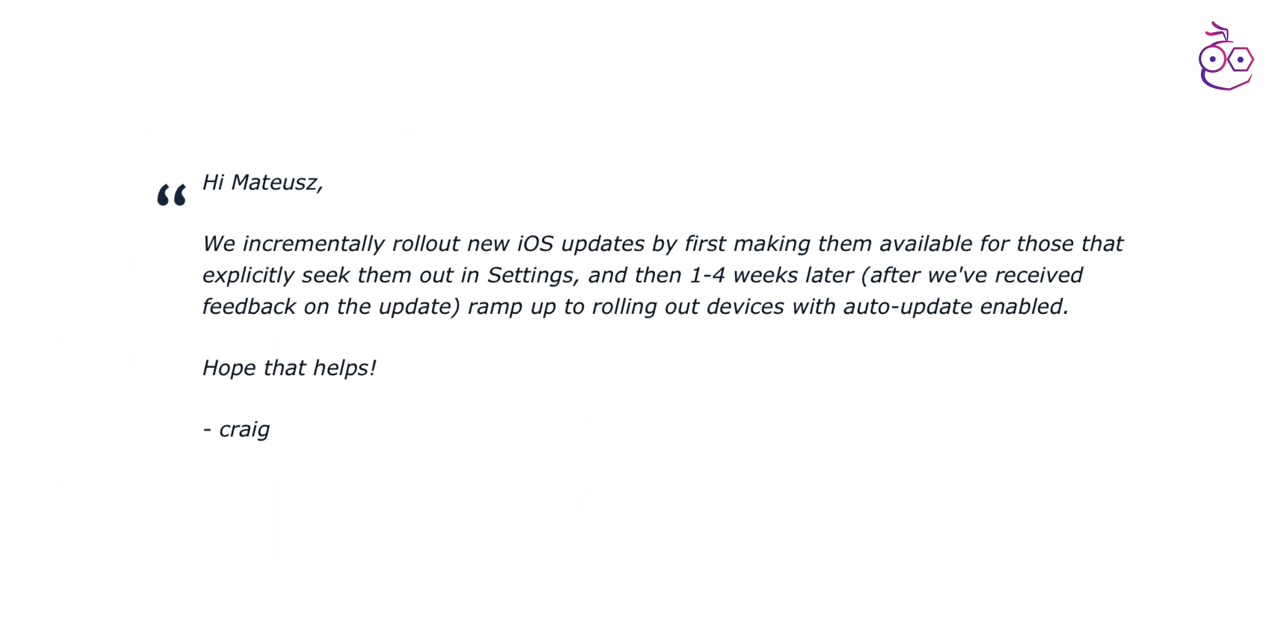 “ Hi Mateusz,
We incrementally rollout new iOS updates by first making them available for those that
explicitly seek them out in Settings, and then 1-4 weeks later (after we've received
feedback on the update) ramp up to rolling out devices with auto-update enabled.
Hope that helps!
- craig